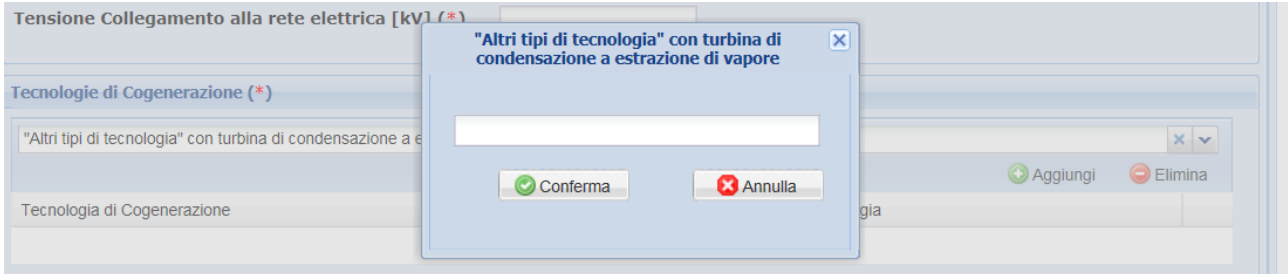 Tensione Collegamento alla rete elettrica [kV] (*)
"Altri tipi di tecnologia" con turbina di
condensazione a estrazione di vapore
Tecnologie di Cogenerazione (*)
"Altri tipi di tecnologia" con turbina di condensazione a e
Conferma
Annulla
Aggiungi
Elimina
Tecnologia di Cogenerazione
gia